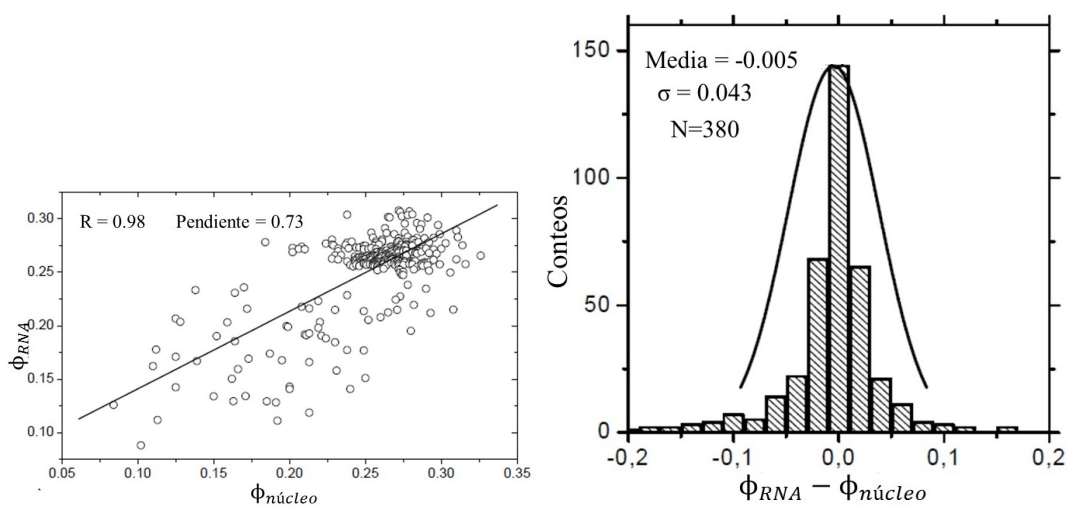 R = 0.98 Pendiente = 0.73
0.30
0.25
0.20
0.15
0.10
ϕRNA
0.05 0.10 0.15 0.20 0.25 0.30 0.35
ϕnúcleo
Media = -0.005
σ = 0.043
N=380
150
100
50
0
Conteos
-0,2 -0,1 0,0 0,1 0,2
ϕRNA − ϕnúcleo